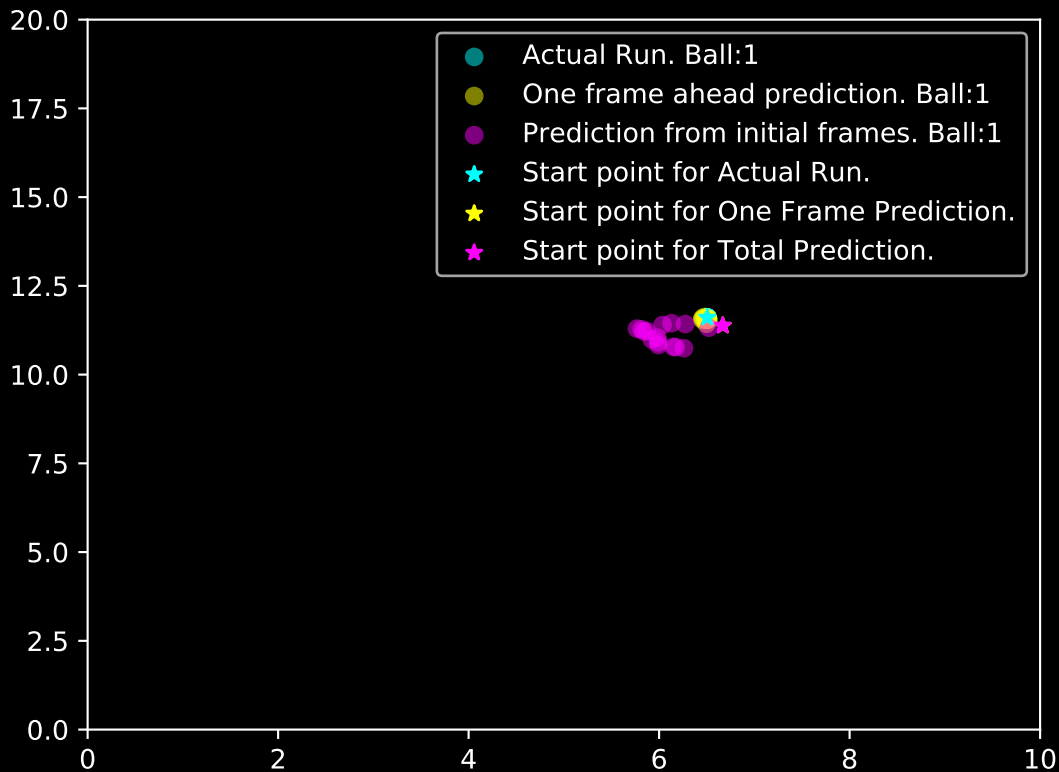 20.0
17.5
15.0
12.5
10.0
7.5
5.0
2.5
0.0
0 2 4 6 8 10
Actual Run. Ball:1
One frame ahead prediction. Ball:1
Prediction from initial frames. Ball:1
Start point for Actual Run.
Start point for One Frame Prediction.
Start point for Total Prediction.